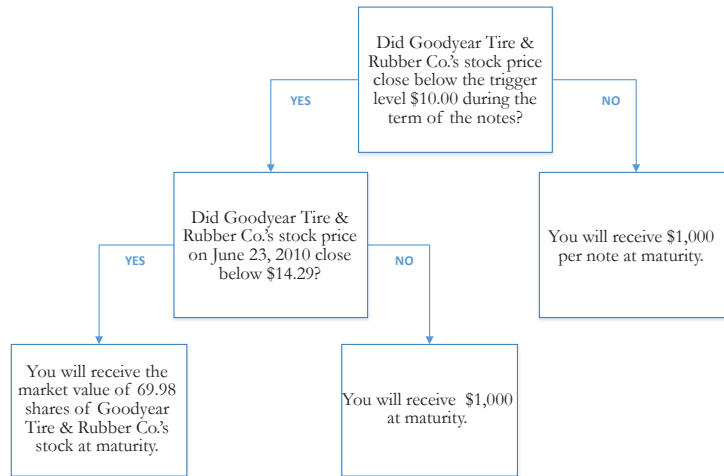 Did Goodyear Tire &
Rubber Co.'s stock price
close below the trigger
level $10.00 during the
term of the notes?
YES
NO
Did Goodyear Tire &
Rubber Co.'s stock price
on June 23, 2010 close
below $14.29?
You will receive $1,000
per note at maturity.
YES
NO
You will receive the
market value of 69.98
shares of Goodyear
Tire & Rubber Co.'s
stock at maturity.
You will receive $1,000
at maturity.